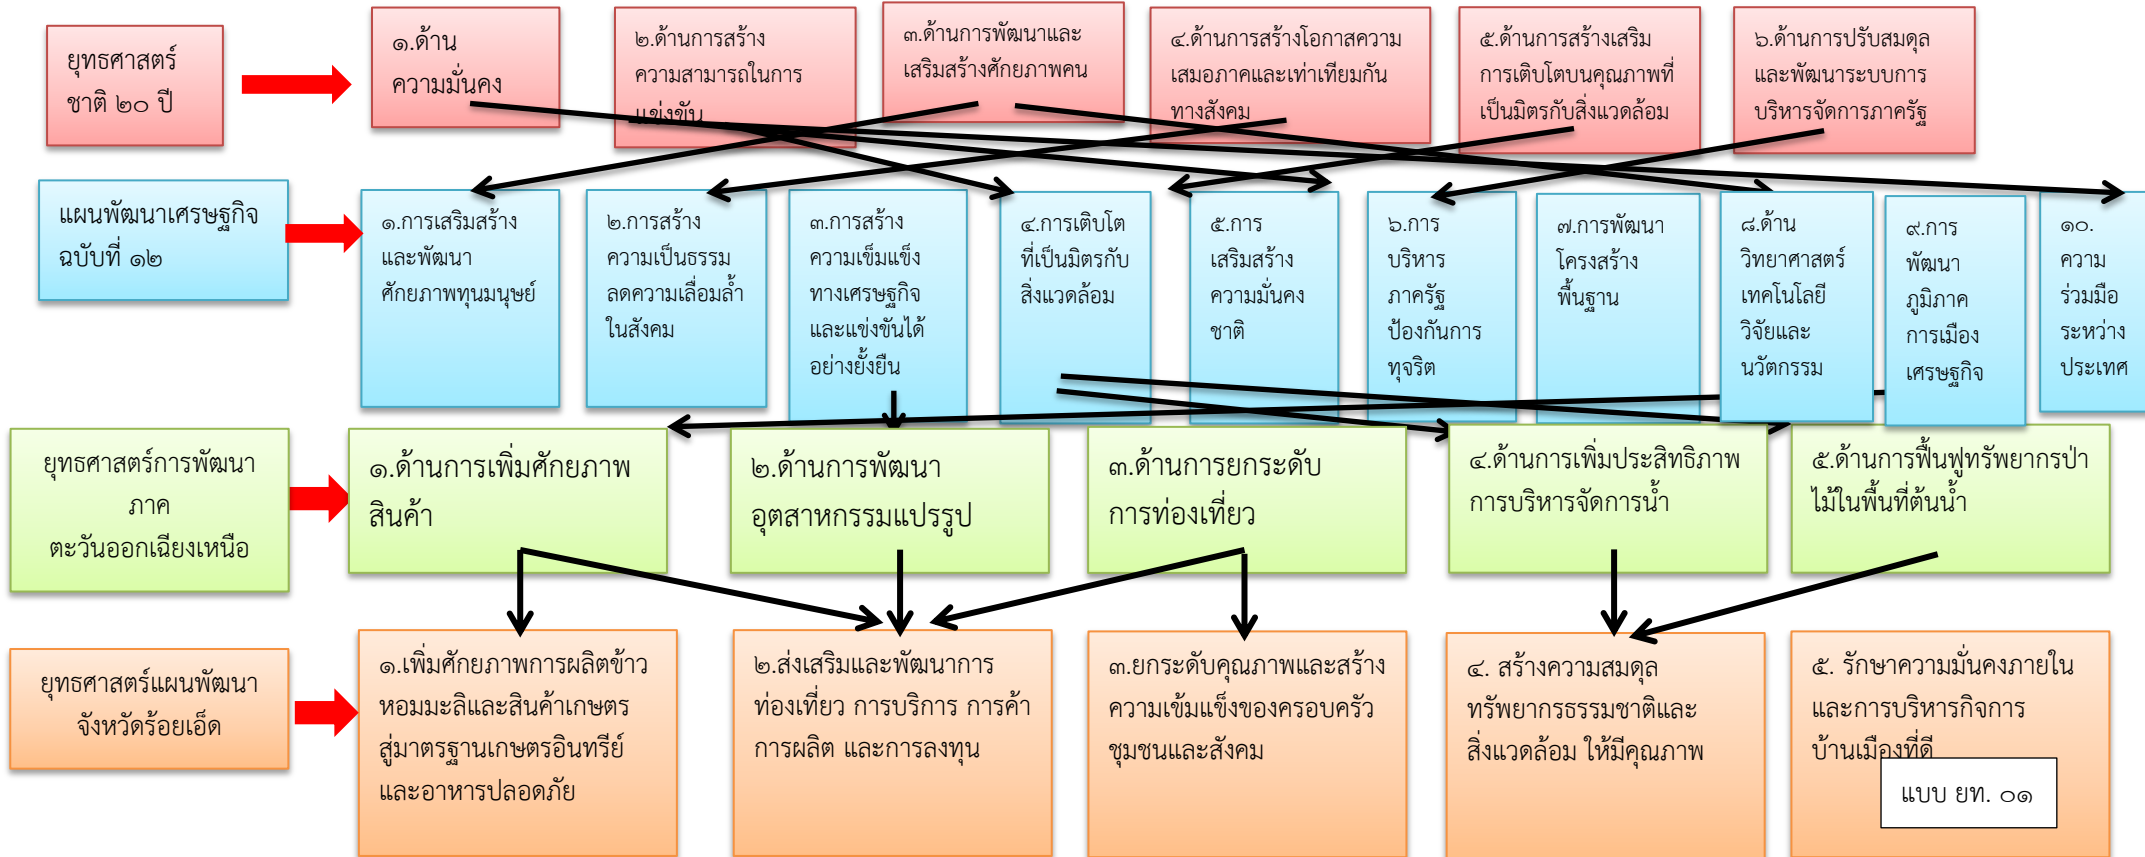 ยุทธศาสตร์
ชาติ ๒๐ ปี
๑.ด้าน
ความมั่นคง
๒.ด้านการสร้าง
ความสามารถในการ
แข่งขัน
๓.ด้านการพัฒนาและ
เสริมสร้างศักยภาพคน
๔.ด้านการสร้างโอกาสความ
เสมอภาคและเท่าเทียมกัน
ทางสังคม
๕.ด้านการสร้างเสริม
การเติบโตบนคุณภาพที่
เป็นมิตรกับสิ่งแวดล้อม
๖.ด้านการปรับสมดุล
และพัฒนาระบบการ
บริหารจัดการภาครัฐ
แผนพัฒนาเศรษฐกิจ
ฉบับที่ ๑๒
๑.การเสริมสร้าง
และพัฒนา
ศักยภาพทุนมนุษย์
๒.การสร้าง
ความเป็นธรรม
ลดความเลื่อมล้ำ
ในสังคม
๓.การสร้าง
ความเข็มแข็ง
ทางเศรษฐกิจ
และแข่งขันได้
อย่างยั้งยืน
๔.การเติบโต
ที่เป็นมิตรกับ
สิ่งแวดล้อม
๕.การ
เสริมสร้าง
ความมั่นคง
ชาติ
๖.การ
บริหาร
ภาครัฐ
ป้องกันการ
ทุจริต
๗.การพัฒนา
โครงสร้าง
พื้นฐาน
๘.ด้าน
วิทยาศาสตร์
เทคโนโลยี
วิจัยและ
นวัตกรรม
๙.การ
พัฒนา
ภูมิภาค
การเมือง
เศรษฐกิจ
๑๐.
ความ
ร่วมมือ
ระหว่าง
ประเทศ
ยุทธศาสตร์การพัฒนา
ภาค
ตะวันออกเฉียงเหนือ
๑.ด้านการเพิ่มศักยภาพ
สินค้า
๒.ด้านการพัฒนา
อุตสาหกรรมแปรรูป
๓.ด้านการยกระดับ
การท่องเที่ยว
๔.ด้านการเพิ่มประสิทธิภาพ
การบริหารจัดการน้ำ
๕.ด้านการฟื้นฟูทรัพยากรป่า
ไม้ในพื้นที่ต้นน้ำ
ยุทธศาสตร์แผนพัฒนา
จังหวัดร้อยเอ็ด
๑.เพิ่มศักยภาพการผลิตข้าว
หอมมะลิและสินค้าเกษตร
สู่มาตรฐานเกษตรอินทรีย์
และอาหารปลอดภัย
๒.ส่งเสริมและพัฒนาการ
ท่องเที่ยว การบริการ การค้า
การผลิต และการลงทุน
๓.ยกระดับคุณภาพและสร้าง
ความเข้มแข็งของครอบครัว
ชุมชนและสังคม
๔. สร้างความสมดุล
ทรัพยากรธรรมชาติและ
สิ่งแวดล้อม ให้มีคุณภาพ
๕. รักษาความมั่นคงภายใน
และการบริหารกิจการ
บ้านเมืองที่ดี
แบบ ยท. ๐๑